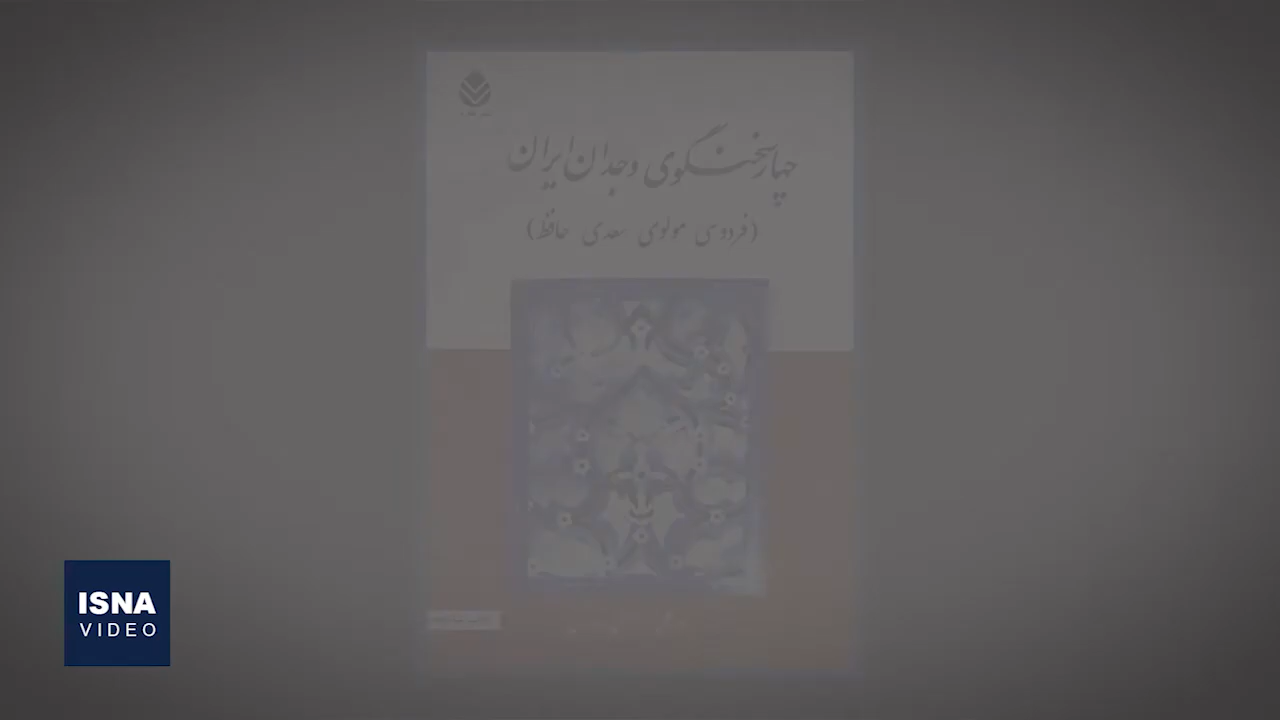 چهار سخنگوی وجدان ایران
(فردوسی مولوی سعدی حافظ)
ISNA
VIDEO